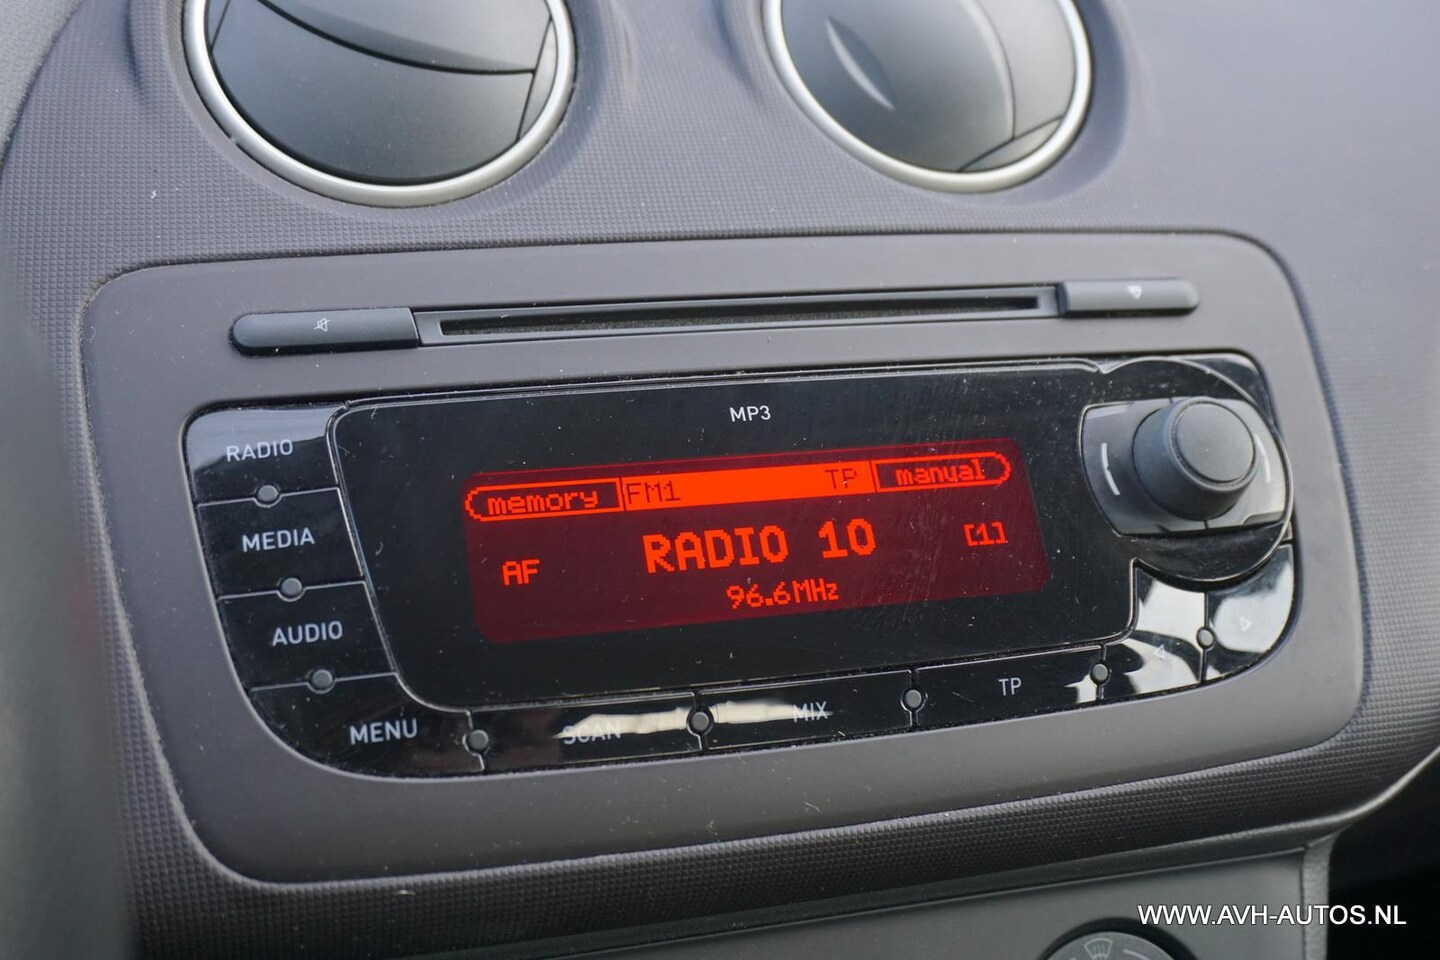 MP3
RADIO
memory FM1 TP manual
MEDIA
RADIO 10 [1]
AF
96.6MHz
AUDIO
MENU SCAN MIX TP
WWW.AVH-AUTOS.NL